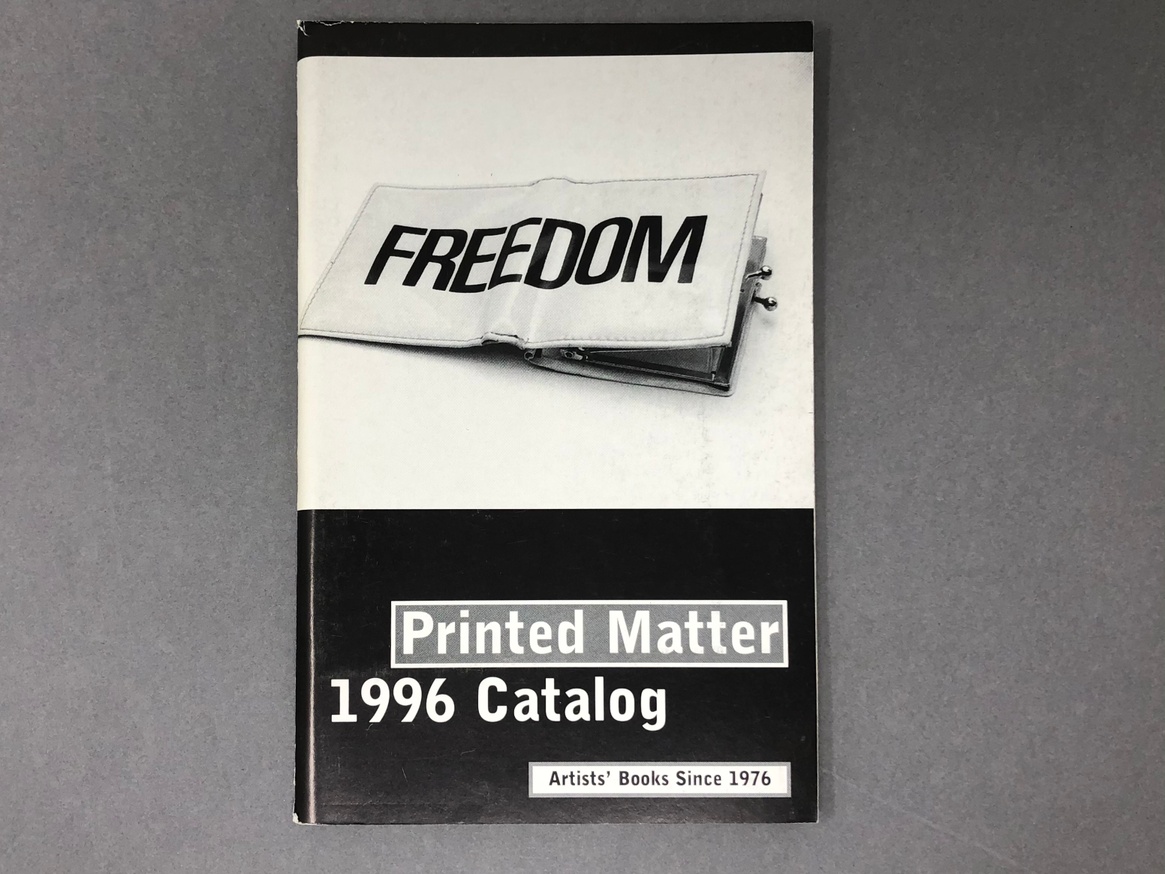 FREEDOM
Printed Matter
1996 Catalog
Artists' Books Since 1976